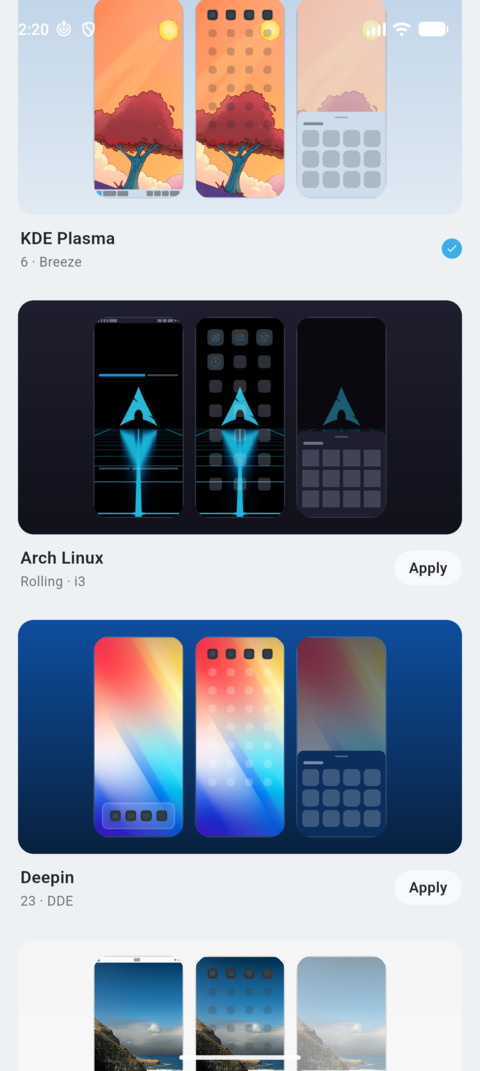 2:20
KDE Plasma
6 · Breeze
Arch Linux
Rolling · i3
Apply
Deepin
23 · DDE
Apply